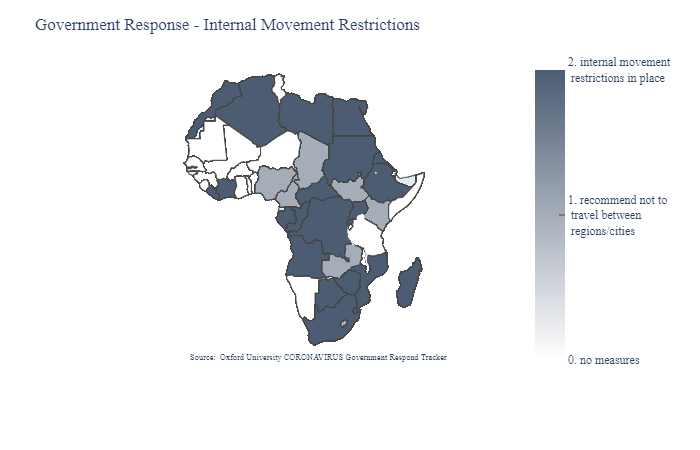 Government Response - Internal Movement Restrictions
2. internal movement
restrictions in place
1. recommend not to
travel between
regions/cities
0. no measures
Source: Oxford University CORONAVIRUS Government Respond Tracker